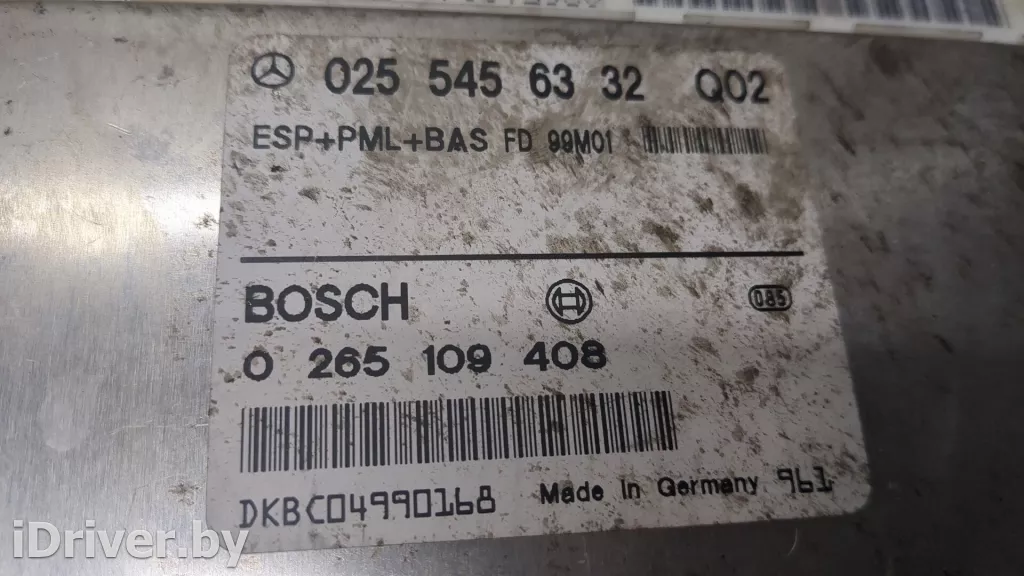 025 545 63 32 Q02
ESP+PML+BAS FD 99M01
BOSCH
085
0 265 109 408
DKBC04990168 Made in Germany 961
iDriver.by